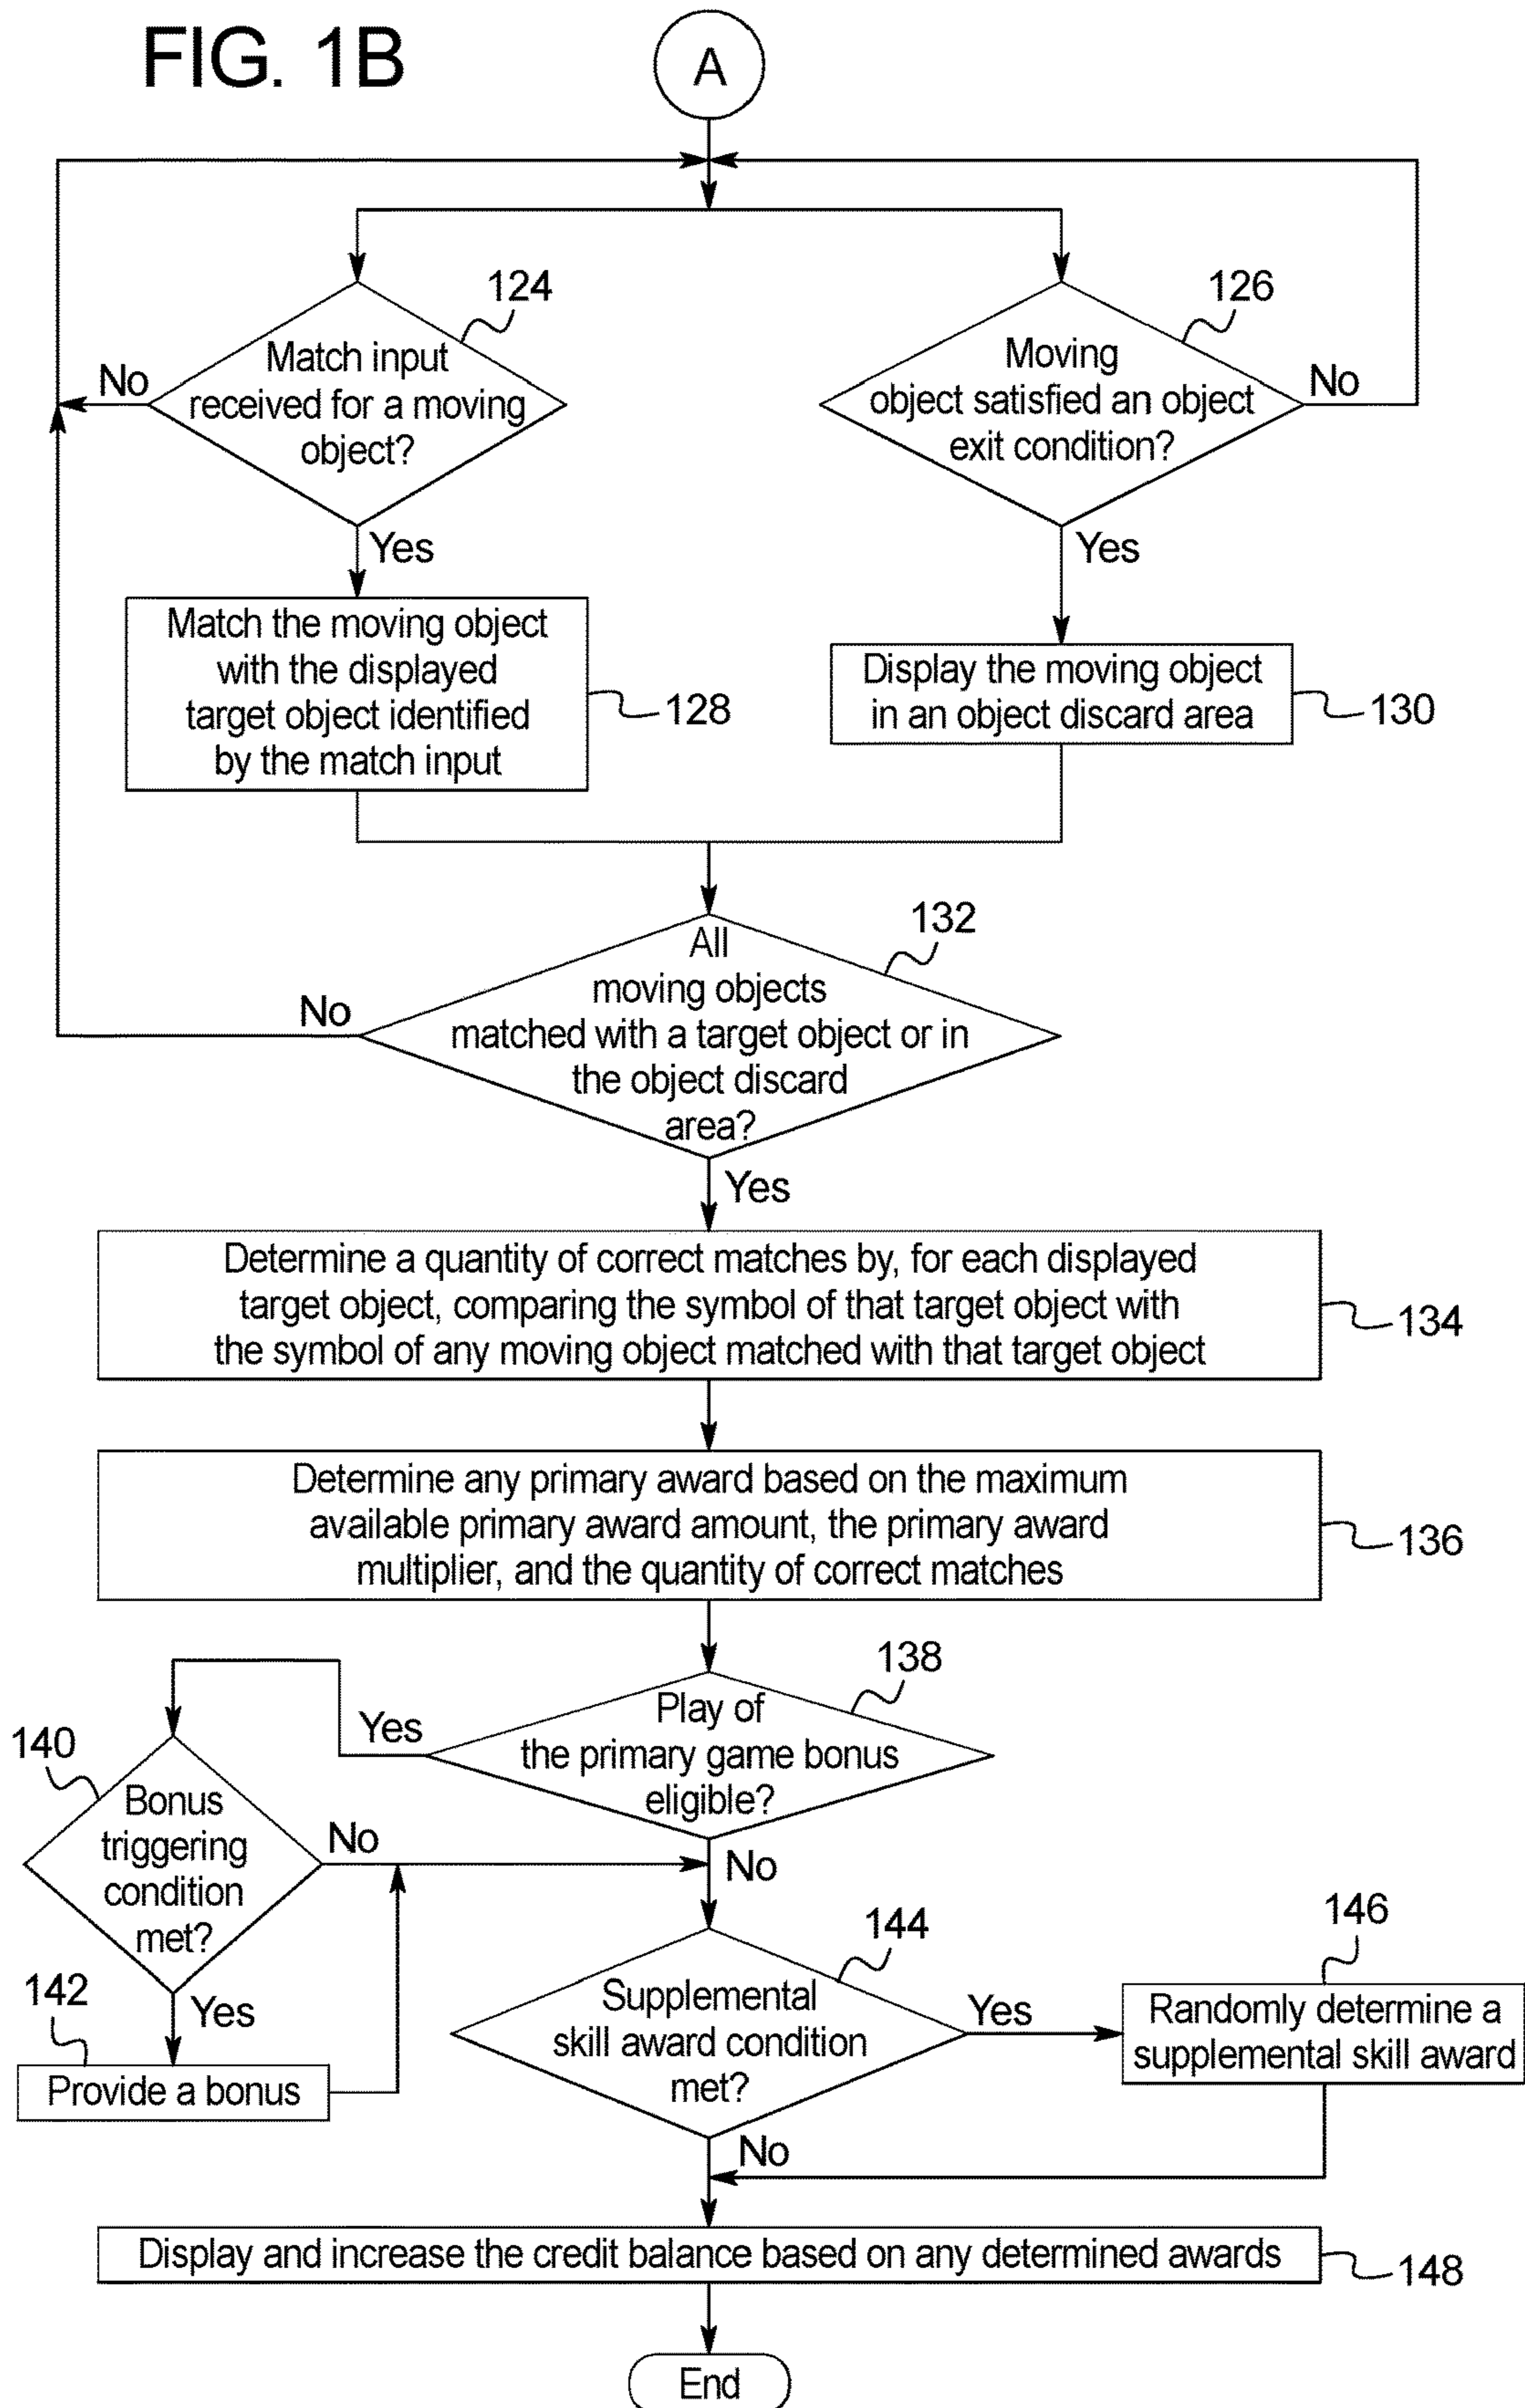 FIG. 1B
A
124
Match input
received for a moving
object?
No
Yes
126
Moving
object satisfied an object
exit condition?
No
Yes
Match the moving object
with the displayed
target object identified
by the match input
128
Display the moving object
in an object discard area
130
132
All
moving objects
matched with a target object or in
the object discard
area?
No
Yes
Determine a quantity of correct matches by, for each displayed
target object, comparing the symbol of that target object with
the symbol of any moving object matched with that target object
134
Determine any primary award based on the maximum
available primary award amount, the primary award
multiplier, and the quantity of correct matches
136
138
Play of
the primary game bonus
eligible?
Yes
No
140
Bonus
triggering
condition
met?
No
Yes
142
Provide a bonus
144
Supplemental
skill award condition
met?
Yes
No
146
Randomly determine a
supplemental skill award
Display and increase the credit balance based on any determined awards
148
End